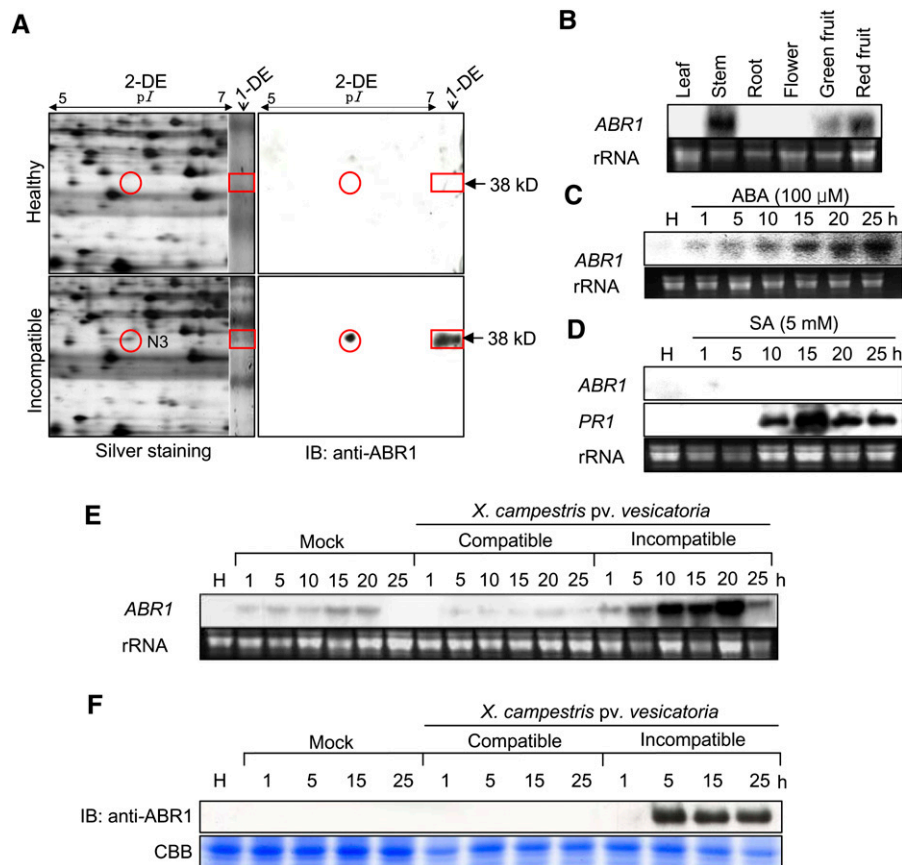 A
2-DE
1-DE
2-DE
1-DE
5 pI 7
5 pI 7
Healthy
38 kD
Incompatible
N3
38 kD
Silver staining
IB: anti-ABR1
B
Leaf
Stem
Root
Flower
Green fruit
Red fruit
ABR1
rRNA
C
ABA (100 µM)
H 1 5 10 15 20 25 h
ABR1
rRNA
D
SA (5 mM)
H 1 5 10 15 20 25 h
ABR1
PR1
rRNA
E
X. campestris pv. vesicatoria
Mock Compatible Incompatible
H 1 5 10 15 20 25 1 5 10 15 20 25 1 5 10 15 20 25 h
ABR1
rRNA
F
X. campestris pv. vesicatoria
Mock Compatible Incompatible
H 1 5 15 25 1 5 15 25 1 5 15 25 h
IB: anti-ABR1
CBB